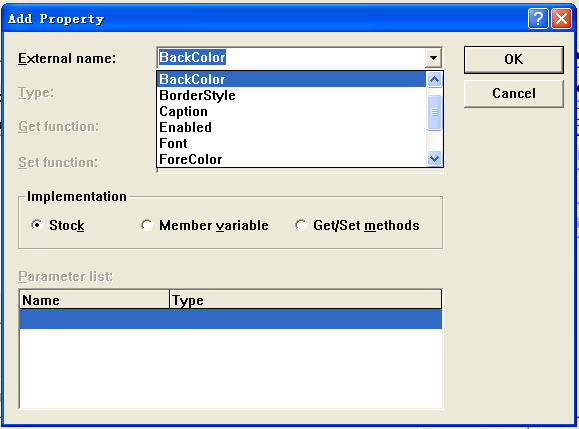 Add Property
External name:
BackColor
OK
BackColor
BorderStyle
Caption
Enabled
Font
ForeColor
Type:
Cancel
Get function:
Set function:
Implementation
Stock
Member variable
Get/Set methods
Parameter list:
Name
Type